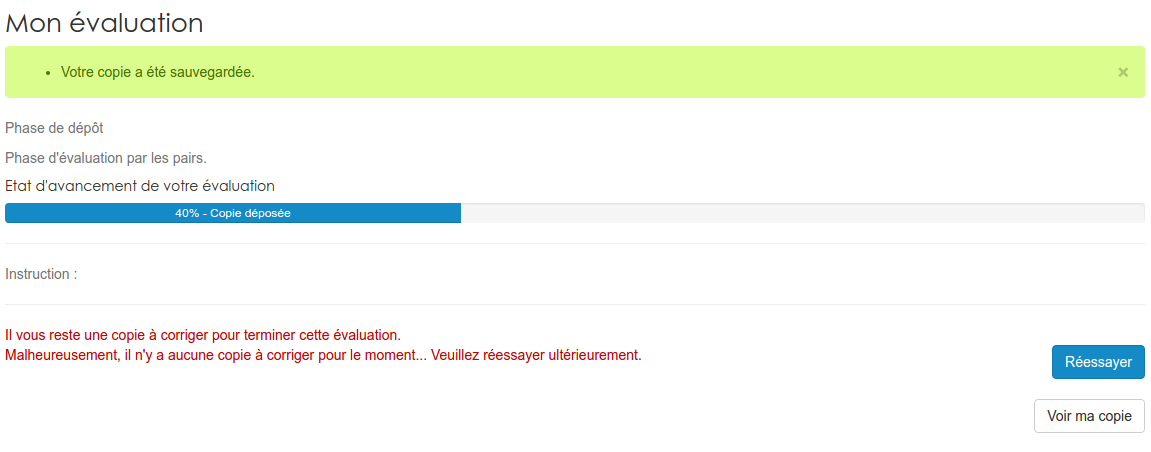 Mon évaluation
• Votre copie a été sauvegardée.
×
Phase de dépôt
Phase d'évaluation par les pairs.
Etat d'avancement de votre évaluation
40% - Copie déposée
Instruction :
Il vous reste une copie à corriger pour terminer cette évaluation.
Malheureusement, il n'y a aucune copie à corriger pour le moment... Veuillez réessayer ultérieurement.
Réessayer
Voir ma copie